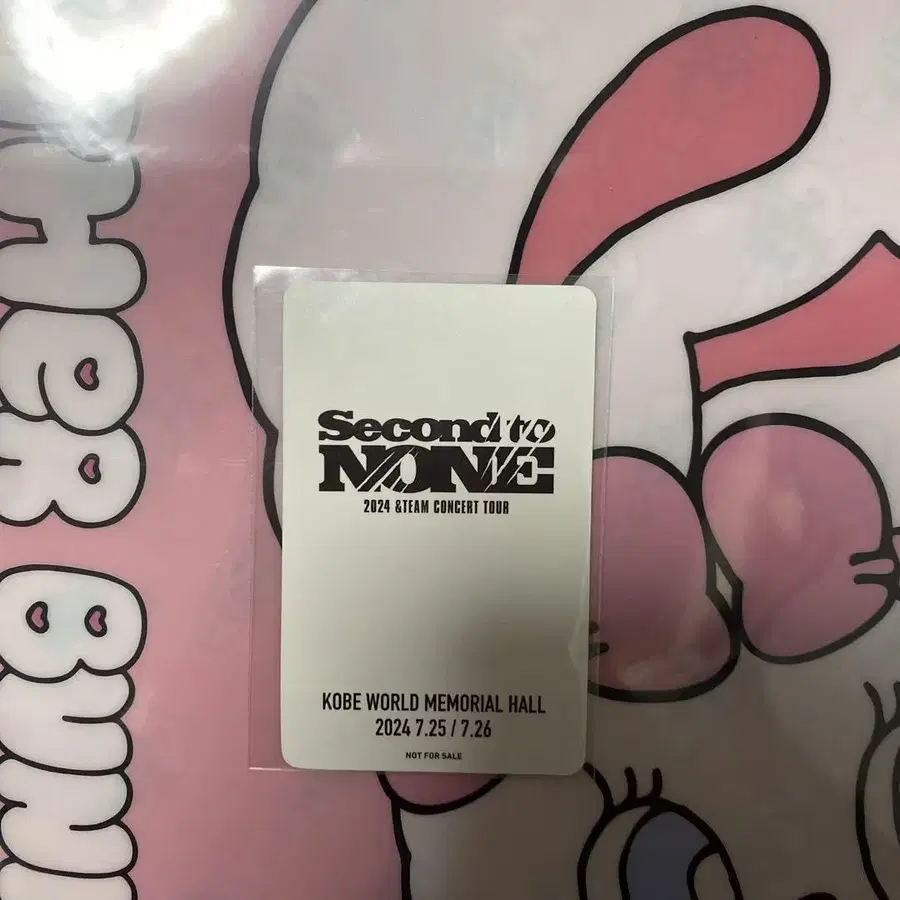 Second to
NONE
2024 &TEAM CONCERT TOUR
KOBE WORLD MEMORIAL HALL
2024 7.25 / 7.26
NOT FOR SALE